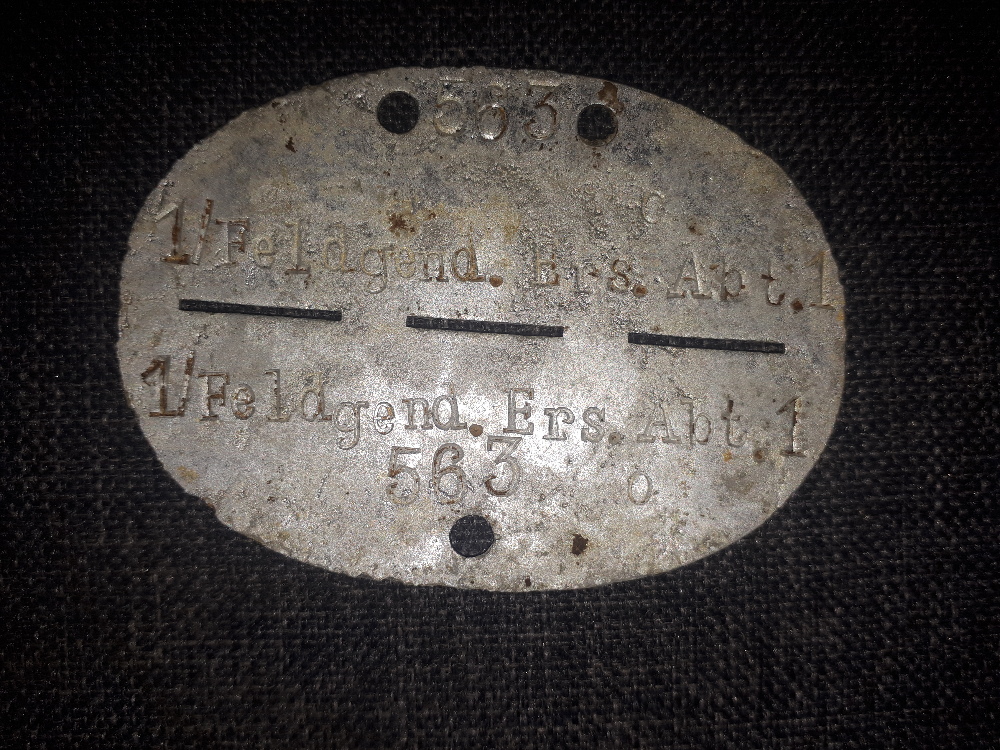 563
o
1/Feldgend. Ers. Abt. 1
1/Feldgend. Ers. Abt. 1
563 o